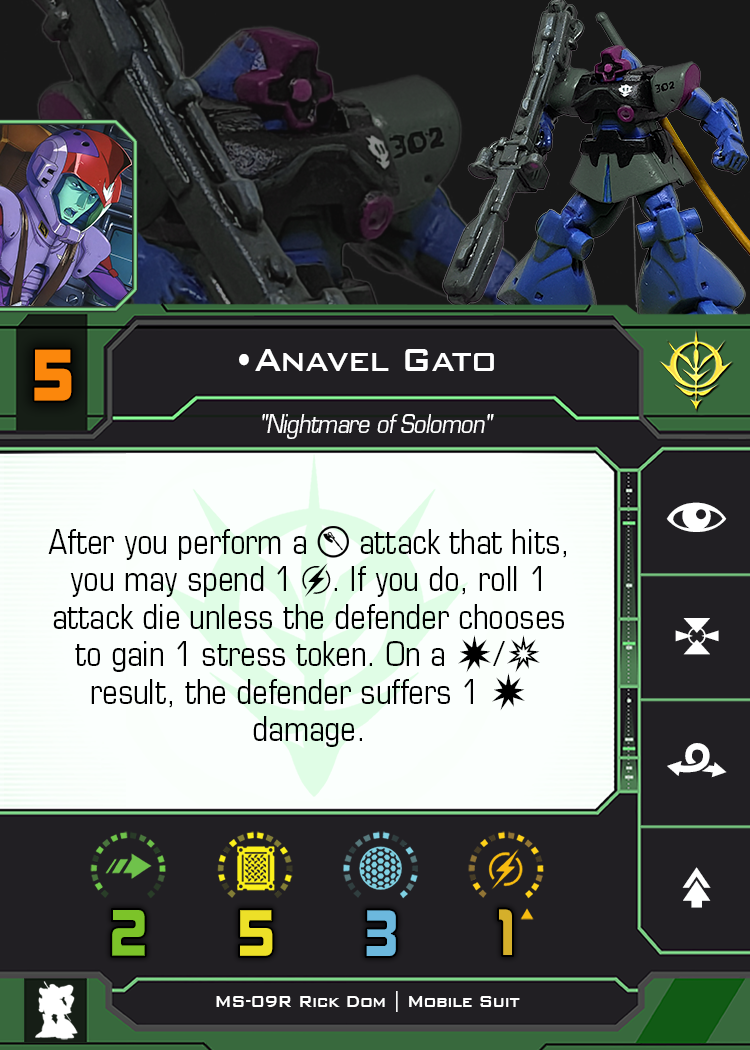 302
302
5
•Anavel Gato
"Nightmare of Solomon"
After you perform a attack that hits,
you may spend 1 . If you do, roll 1
attack die unless the defender chooses
to gain 1 stress token. On a /
result, the defender suffers 1
damage.
2 5 3 1
MS-09R Rick Dom | Mobile Suit